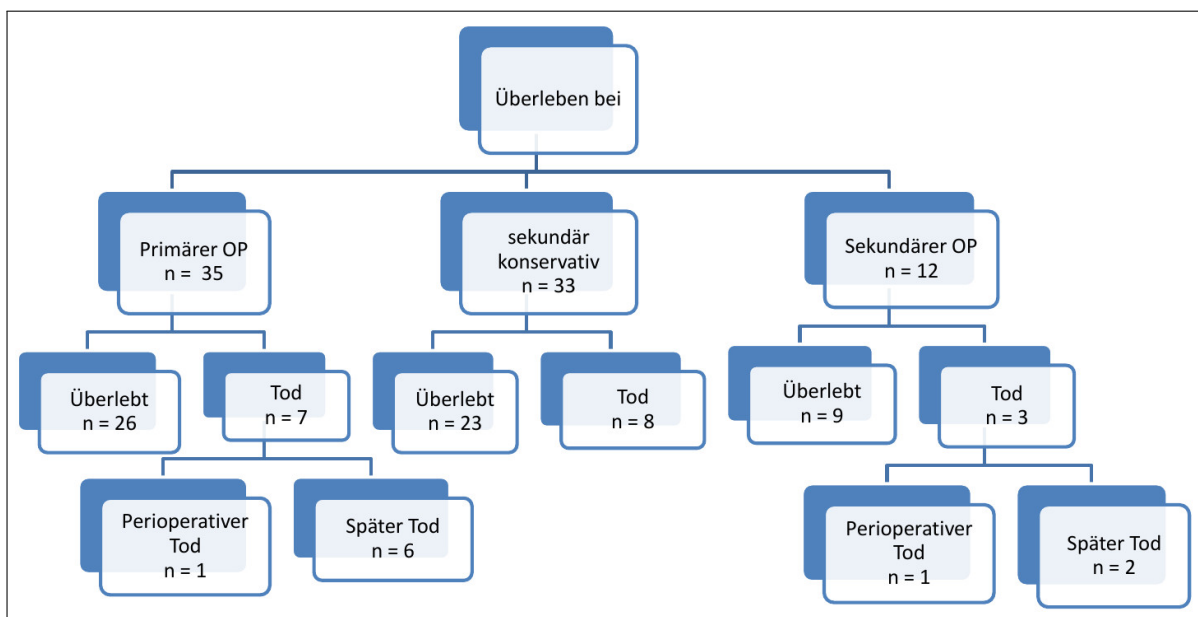 Überleben bei
Primärer OP
n =  35
sekundär
konservativ
n = 33
Sekundärer OP
n = 12
Überlebt
n = 26
Tod
n = 7
Überlebt
n = 23
Tod
n = 8
Überlebt
n = 9
Tod
n = 3
Perioperativer
Tod
n = 1
Später Tod
n = 6
Perioperativer
Tod
n = 1
Später Tod
n = 2